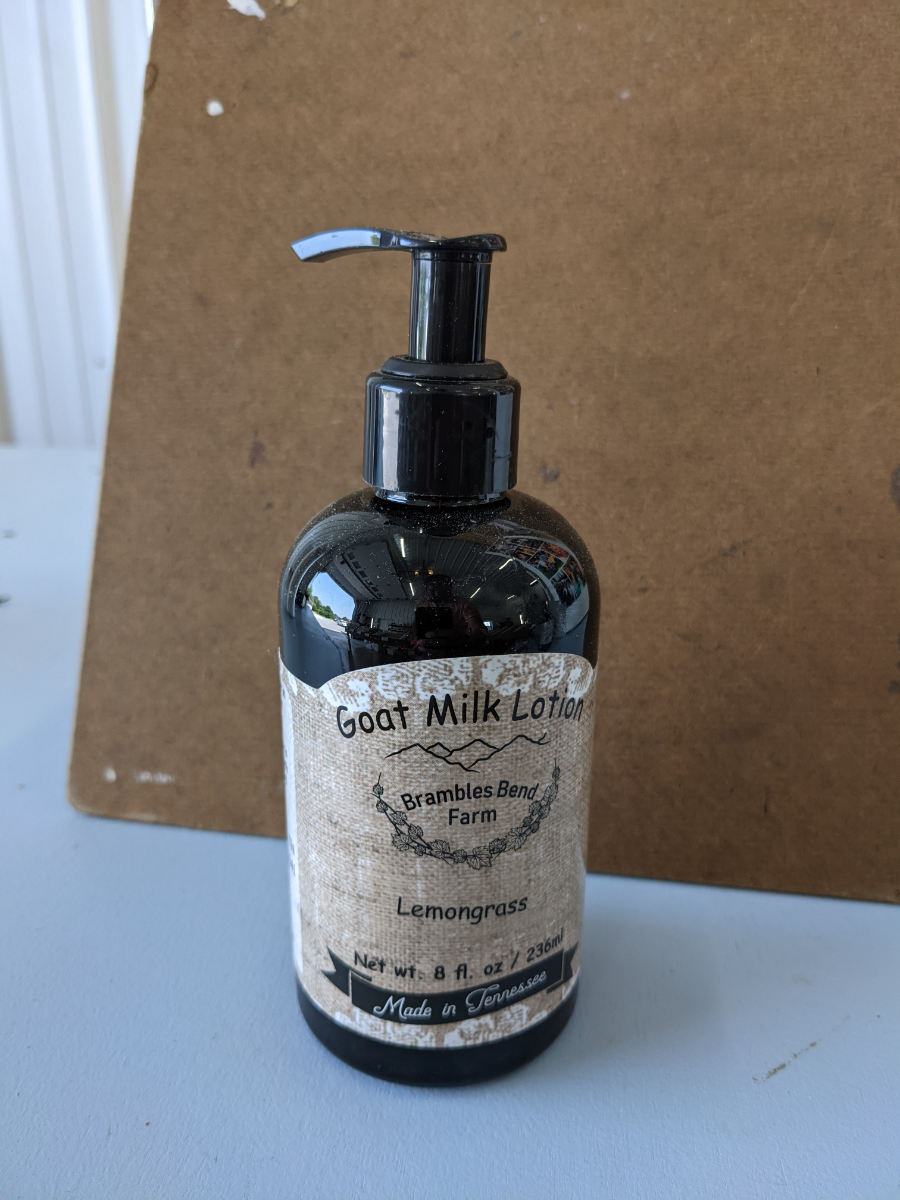 Goat Milk Lotion
Brambles Bend
Farm
Lemongrass
Net wt. 8 fl. oz / 236ml
Made in Tennessee